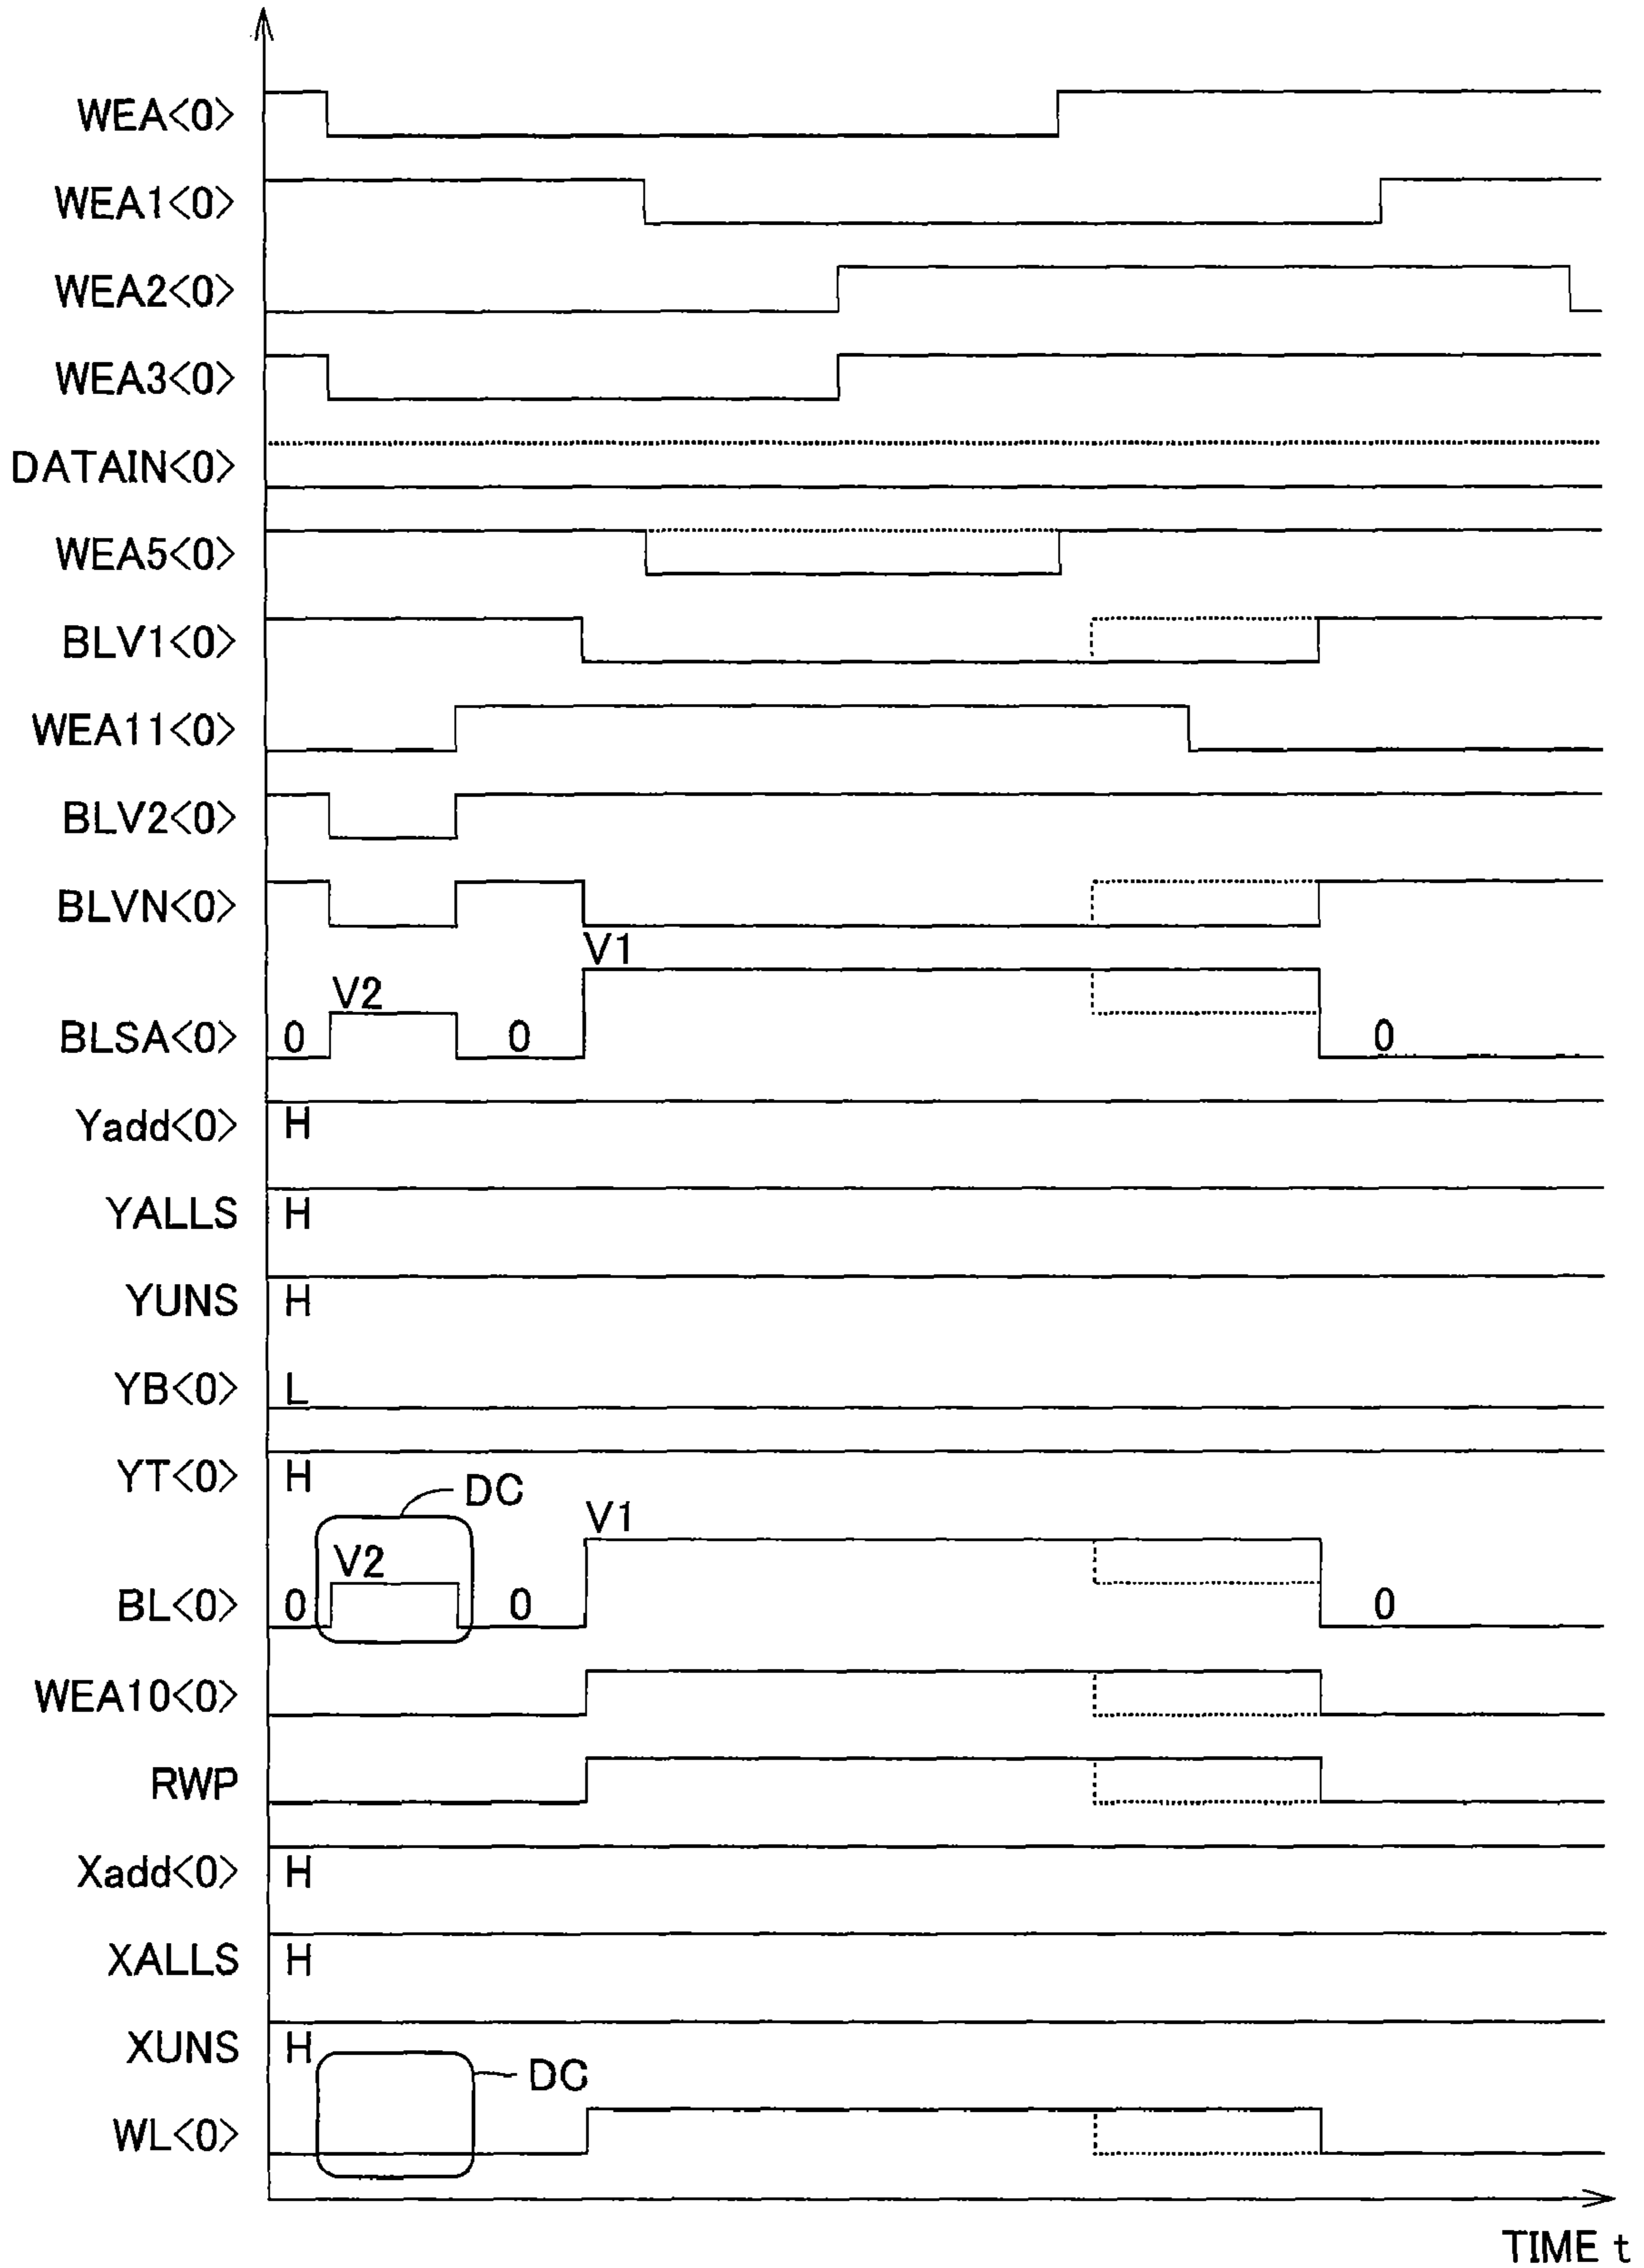 WEA<0>
WEA1<0>
WEA2<0>
WEA3<0>
DATAIN<0>
WEA5<0>
BLV1<0>
WEA11<0>
BLV2<0>
BLVN<0>
V1
V2
BLSA<0> 0 0 0
Yadd<0> H
YALLS H
YUNS H
YB<0> L
YT<0> H
DC
V1
V2
BL<0> 0 0 0
WEA10<0>
RWP
Xadd<0> H
XALLS H
XUNS H
DC
WL<0>
TIME t